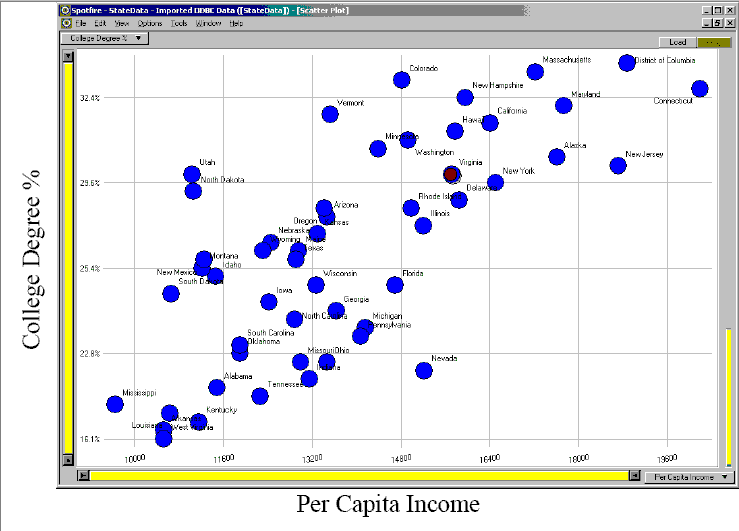 Spotfire - StateData - Imported ODBC Data ([StateData]) - [Scatter Plot]
File Edit View Options Tools Window Help
College Degree %
Load
Massachusetts
District of Columbia
Colorado
New Hampshire
Connecticut
32.4%
Vermont
Maryland
California
Hawaii
Minnesota
Washington
Alaska
New Jersey
Utah
Virginia
New York
29.6%
North Dakota
Delaware
Rhode Island
Arizona
Kansas
Oregon
Illinois
Nebraska
Wyoming
Texas
Montana
Idaho
25.4%
New Mexico
South Dakota
Wisconsin
Florida
Iowa
Georgia
North Carolina
Michigan
Pennsylvania
South Carolina
Oklahoma
22.8%
Missouri
Ohio
Indiana
Nevada
Alabama
Tennessee
Mississippi
Kentucky
Arkansas
Louisiana
West Virginia
16.1%
10000 11600 13200 14800 16400 18000 19600
Per Capita Income
College Degree %
Per Capita Income